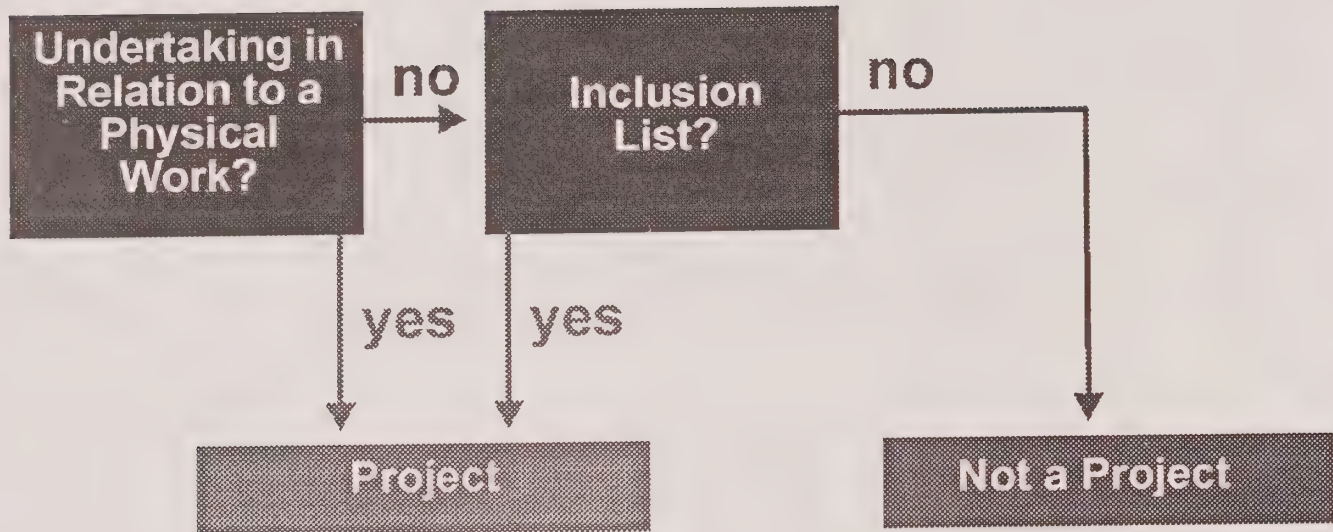 Undertaking in
Relation to a
Physical
Work?
no
Inclusion
List?
no
yes
yes
Project
Not a Project